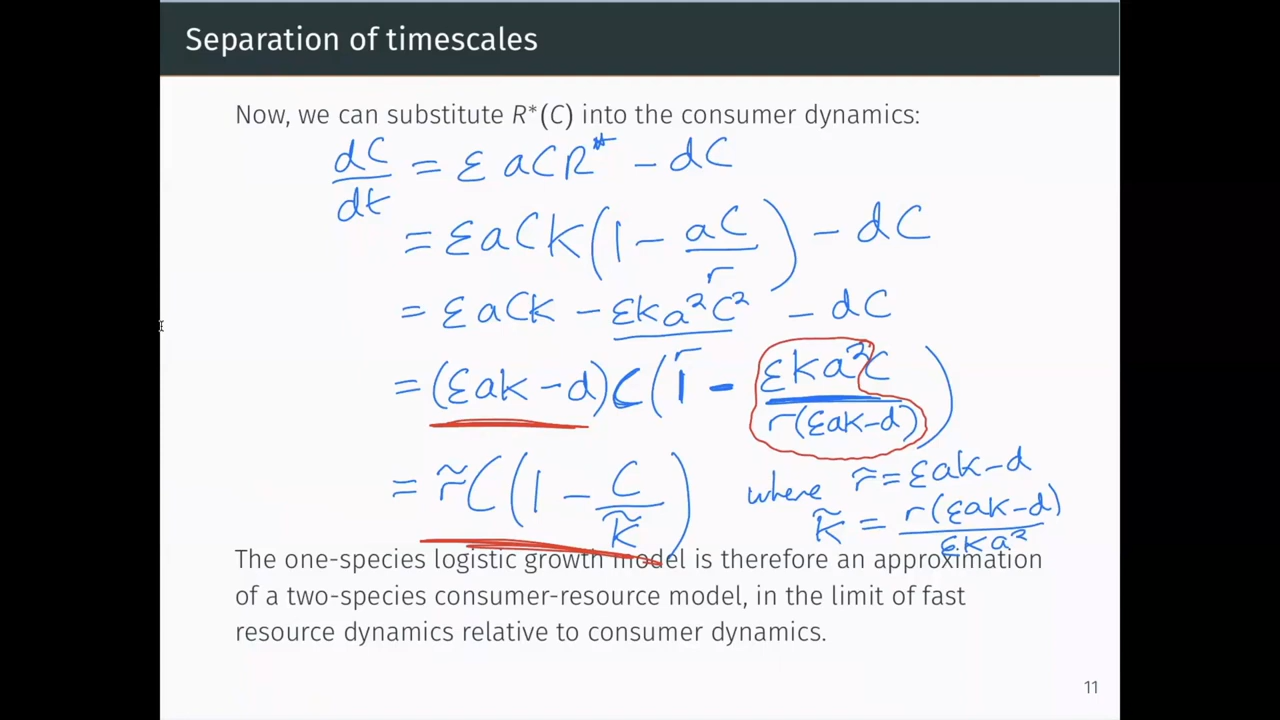 Separation of timescales
Now, we can substitute R*(C) into the consumer dynamics:
dC/dt = εaCR* − dC
= εaCK(1 − aC/r) − dC
= εaCK − εKa²C²/r − dC
= (εaK−d)C(1 − εKa²C/r(εaK−d))
= r̃C(1 − C/K̃) where r̃ = εaK−d
K̃ = r(εaK−d)/εKa²
The one-species logistic growth model is therefore an approximation
of a two-species consumer-resource model, in the limit of fast
resource dynamics relative to consumer dynamics.
11